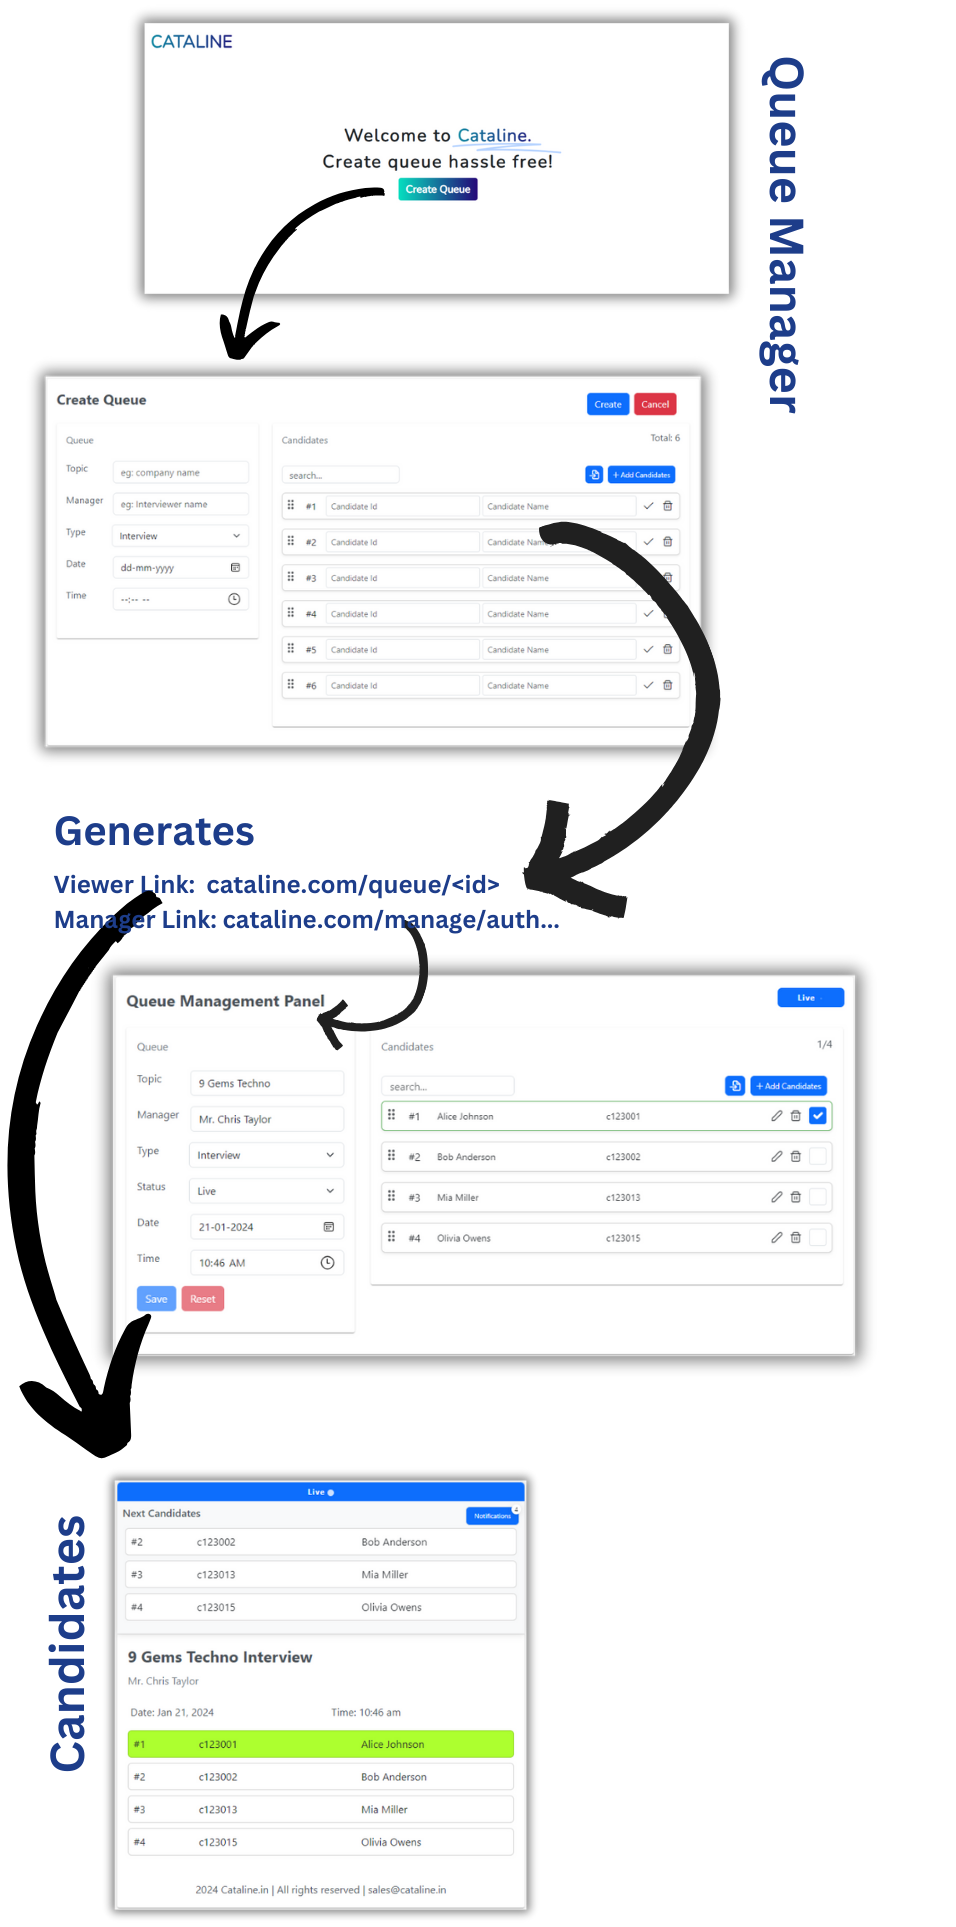 CATALINE
Welcome to Cataline.
Create queue hassle free!
Create Queue
Queue Manager
Create Queue
Create Cancel
Queue
Topic eg: company name
Manager eg: Interviewer name
Type Interview
Date dd-mm-yyyy
Time --:-- --
Candidates Total: 6
search... + Add Candidates
#1 Candidate Id Candidate Name
#2 Candidate Id Candidate Name
#3 Candidate Id Candidate Name
#4 Candidate Id Candidate Name
#5 Candidate Id Candidate Name
#6 Candidate Id Candidate Name
Generates
Viewer Link: cataline.com/queue/<id>
Manager Link: cataline.com/manage/auth...
Queue Management Panel
Live
Queue
Topic 9 Gems Techno
Manager Mr. Chris Taylor
Type Interview
Status Live
Date 21-01-2024
Time 10:46 AM
Save Reset
Candidates 1/4
search... + Add Candidates
#1 Alice Johnson c123001
#2 Bob Anderson c123002
#3 Mia Miller c123013
#4 Olivia Owens c123015
Candidates
Live
Next Candidates Notifications 4
#2 c123002 Bob Anderson
#3 c123013 Mia Miller
#4 c123015 Olivia Owens
9 Gems Techno Interview
Mr. Chris Taylor
Date: Jan 21, 2024 Time: 10:46 am
#1 c123001 Alice Johnson
#2 c123002 Bob Anderson
#3 c123013 Mia Miller
#4 c123015 Olivia Owens
2024 Cataline.in | All rights reserved | sales@cataline.in